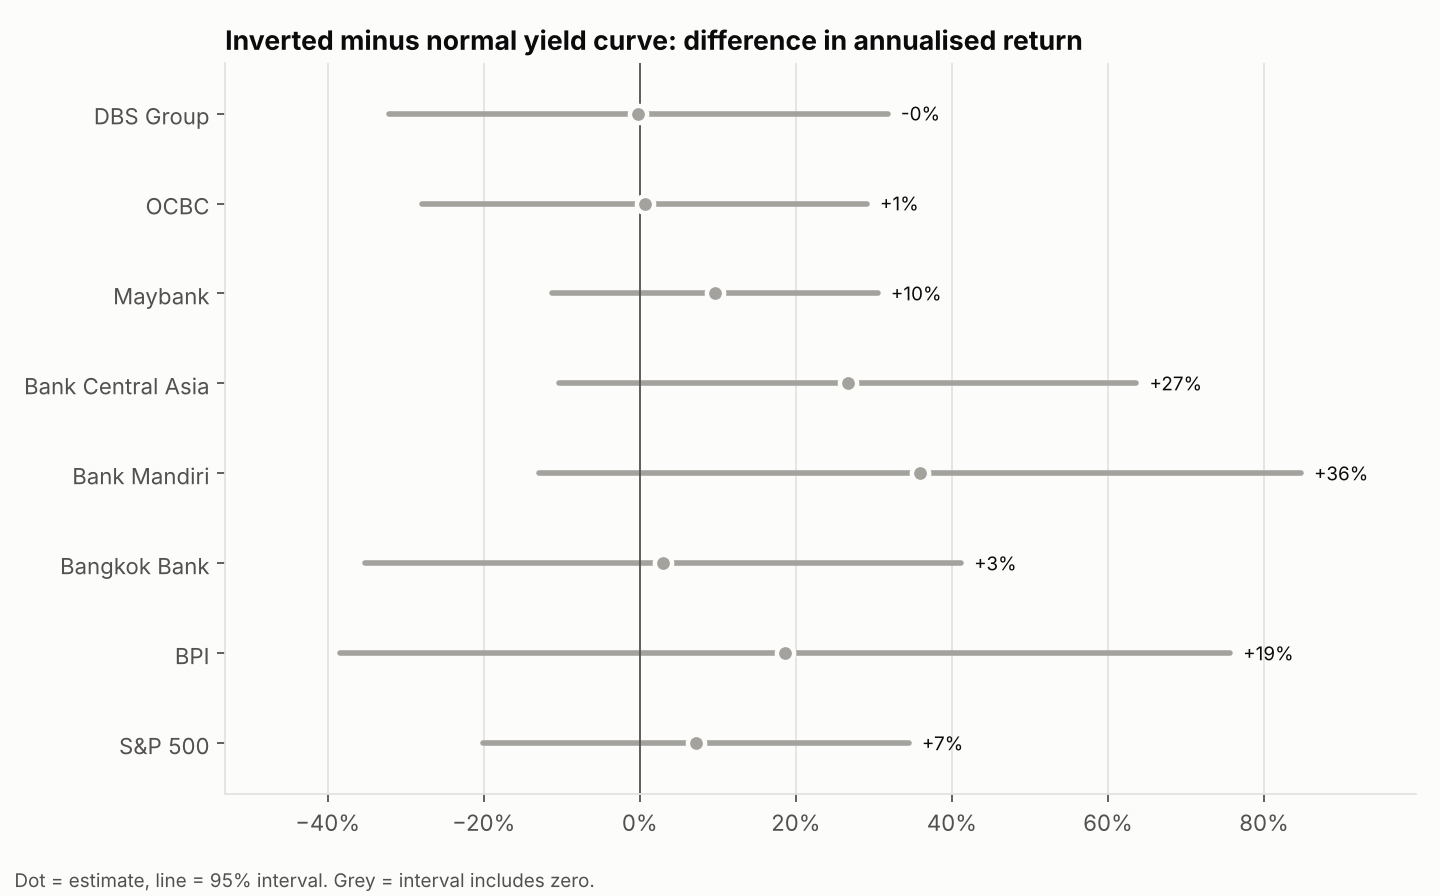 Inverted minus normal yield curve: difference in annualised return
DBS Group
-0%
OCBC
+1%
Maybank
+10%
Bank Central Asia
+27%
Bank Mandiri
+36%
Bangkok Bank
+3%
BPI
+19%
S&P 500
+7%
−40% −20% 0% 20% 40% 60% 80%
Dot = estimate, line = 95% interval. Grey = interval includes zero.